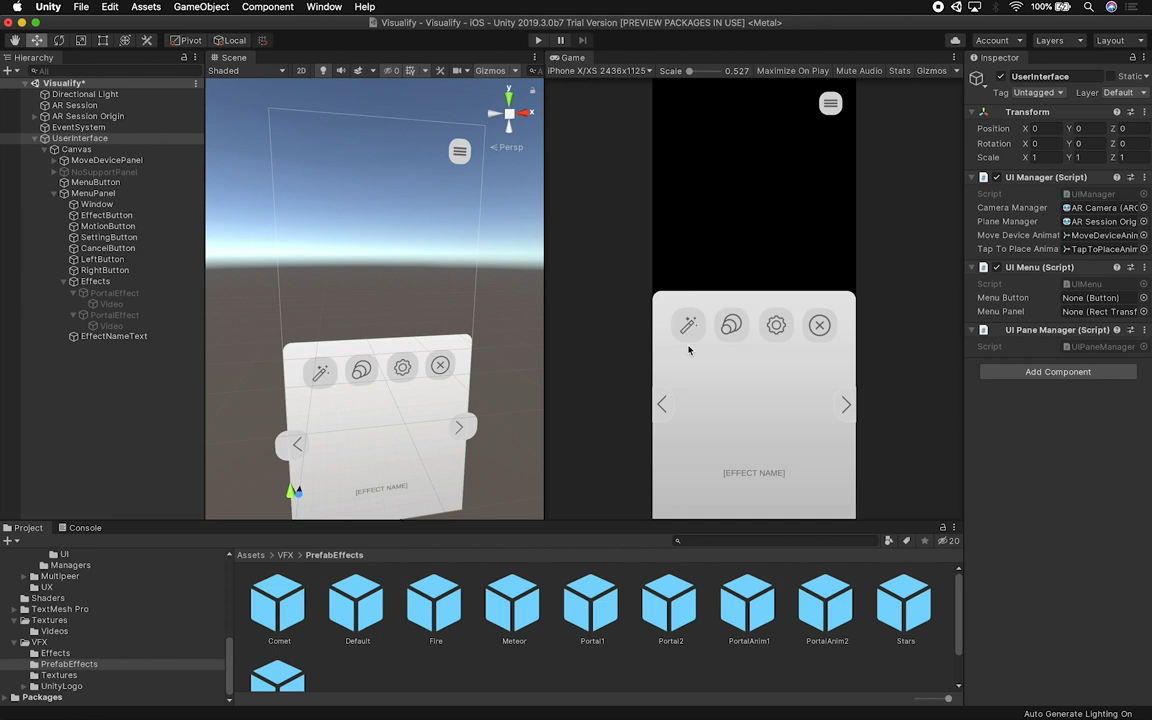 Unity File Edit Assets GameObject Component Window Help 100%
Visualify - Visualify - iOS - Unity 2019.3.0b7 Trial Version [PREVIEW PACKAGES IN USE] <Metal>
Pivot Local Account Layers Layout
Hierarchy
All
Visualify*
Directional Light
AR Session
AR Session Origin
EventSystem
UserInterface
Canvas
MoveDevicePanel
NoSupportPanel
MenuButton
MenuPanel
Window
EffectButton
MotionButton
SettingButton
CancelButton
LeftButton
RightButton
Effects
PortalEffect
Video
PortalEffect
Video
EffectNameText
Scene
Shaded 2D 0 Gizmos A
y
x
Persp
[EFFECT NAME]
Game
iPhone X/XS 2436x1125 Scale 0.527 Maximize On Play Mute Audio Stats Gizmos
[EFFECT NAME]
Inspector
UserInterface Static
Tag Untagged Layer Default
Transform
Position X 0 Y 0 Z 0
Rotation X 0 Y 0 Z 0
Scale X 1 Y 1 Z 1
UI Manager (Script)
Script UIManager
Camera Manager AR Camera (ARC
Plane Manager AR Session Orig
Move Device Animat MoveDeviceAnin
Tap To Place Anima TapToPlaceAnim
UI Menu (Script)
Script UIMenu
Menu Button None (Button)
Menu Panel None (Rect Transf
UI Pane Manager (Script)
Script UIPaneManager
Add Component
Project Console
20
UI
Managers
Multipeer
UX
Shaders
TextMesh Pro
Textures
Videos
VFX
Effects
PrefabEffects
Textures
UnityLogo
Packages
Assets > VFX > PrefabEffects
Comet Default Fire Meteor Portal1 Portal2 PortalAnim1 PortalAnim2 Stars
Auto Generate Lighting On